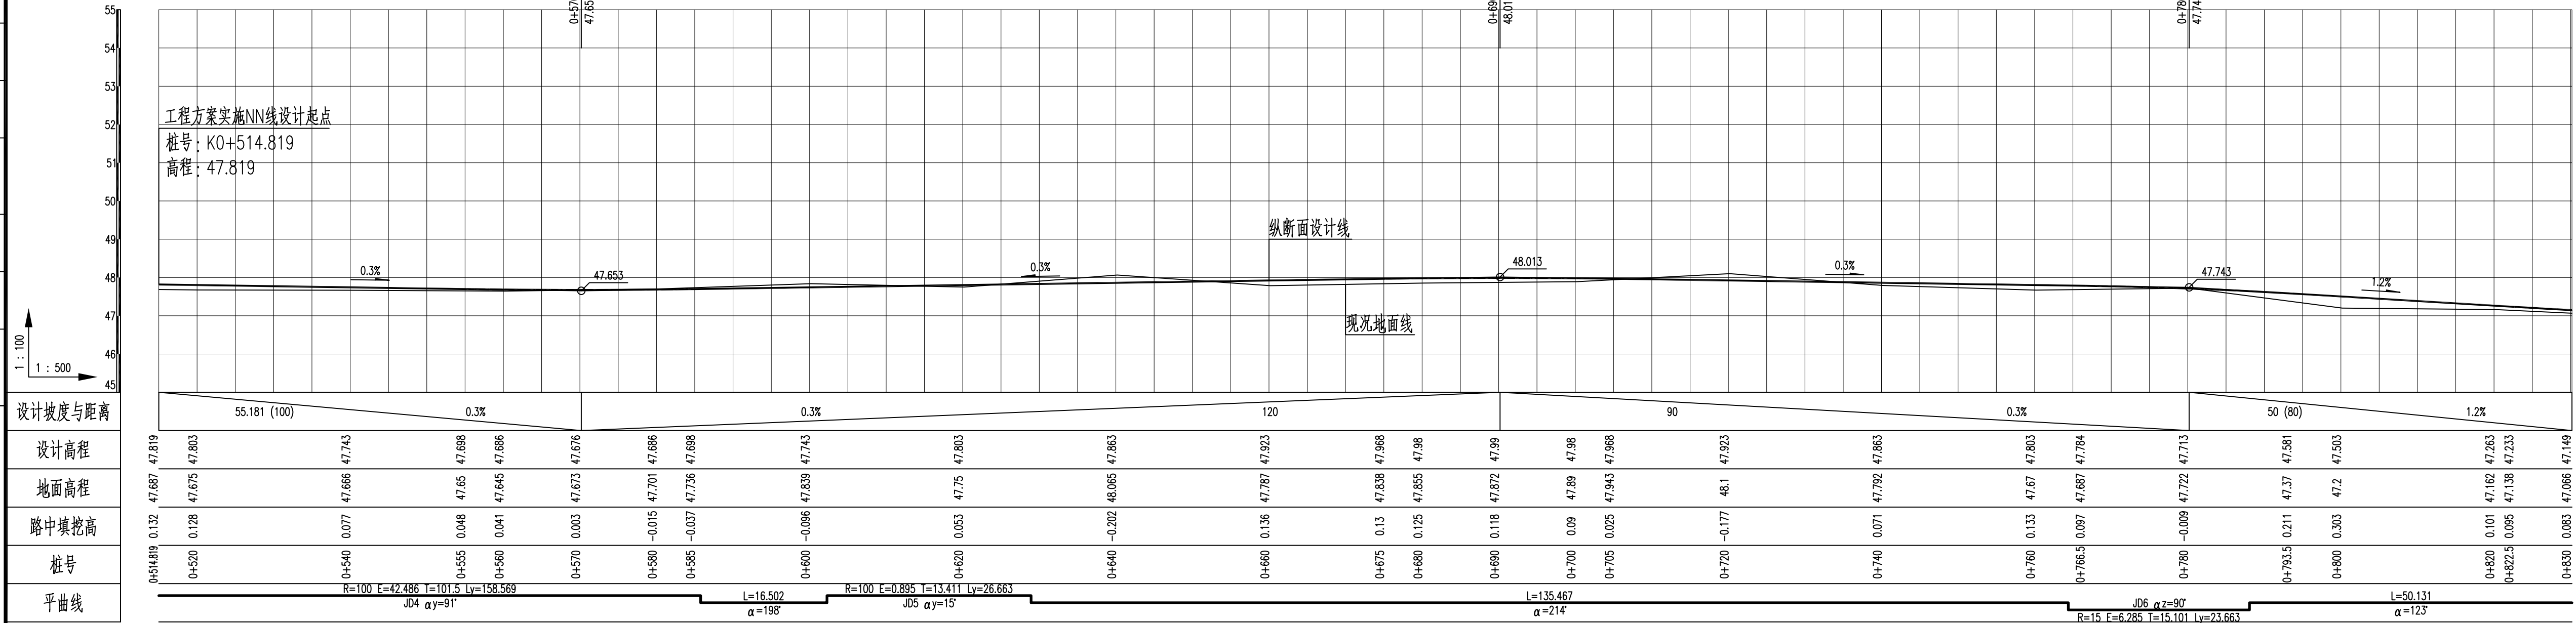 55
54
53
52
51
50
49
48
47
46
45
1 : 100
1 : 500
47.65
48.01
47.74
工程方案实施NN线设计起点
桩号: K0+514.819
高程: 47.819
0.3%
47.653
0.3%
纵断面设计线
现况地面线
48.013
0.3%
47.743
1.2%
设计坡度与距离 55.181 (100) 0.3% 0.3% 120 90 0.3% 50 (80) 1.2%
设计高程 47.819 47.803 47.743 47.698 47.686 47.676 47.686 47.698 47.743 47.803 47.863 47.923 47.968 47.98 47.99 47.98 47.968 47.923 47.863 47.803 47.784 47.713 47.581 47.503 47.263 47.233 47.149
地面高程 47.687 47.675 47.666 47.65 47.645 47.673 47.701 47.736 47.839 47.75 48.065 47.787 47.838 47.855 47.872 47.89 47.943 48.1 47.792 47.67 47.687 47.722 47.37 47.2 47.162 47.138 47.066
路中填挖高 0.132 0.128 0.077 0.048 0.041 0.003 -0.015 -0.037 -0.096 0.053 -0.202 0.136 0.13 0.125 0.118 0.09 0.025 -0.177 0.071 0.133 0.097 -0.009 0.211 0.303 0.101 0.095 0.083
桩号 0+514.819 0+520 0+540 0+555 0+560 0+570 0+580 0+585 0+600 0+620 0+640 0+660 0+675 0+680 0+690 0+700 0+705 0+720 0+740 0+760 0+766.5 0+780 0+793.5 0+800 0+820 0+822.5 0+830
平曲线
R=100 E=42.486 T=101.5 Ly=158.569
JD4 αy=91°
L=16.502
α=198°
R=100 E=0.895 T=13.411 Ly=26.663
JD5 αy=15°
L=135.467
α=214°
JD6 αz=90°
R=15 E=6.285 T=15.101 Ly=23.663
L=50.131
α=123°